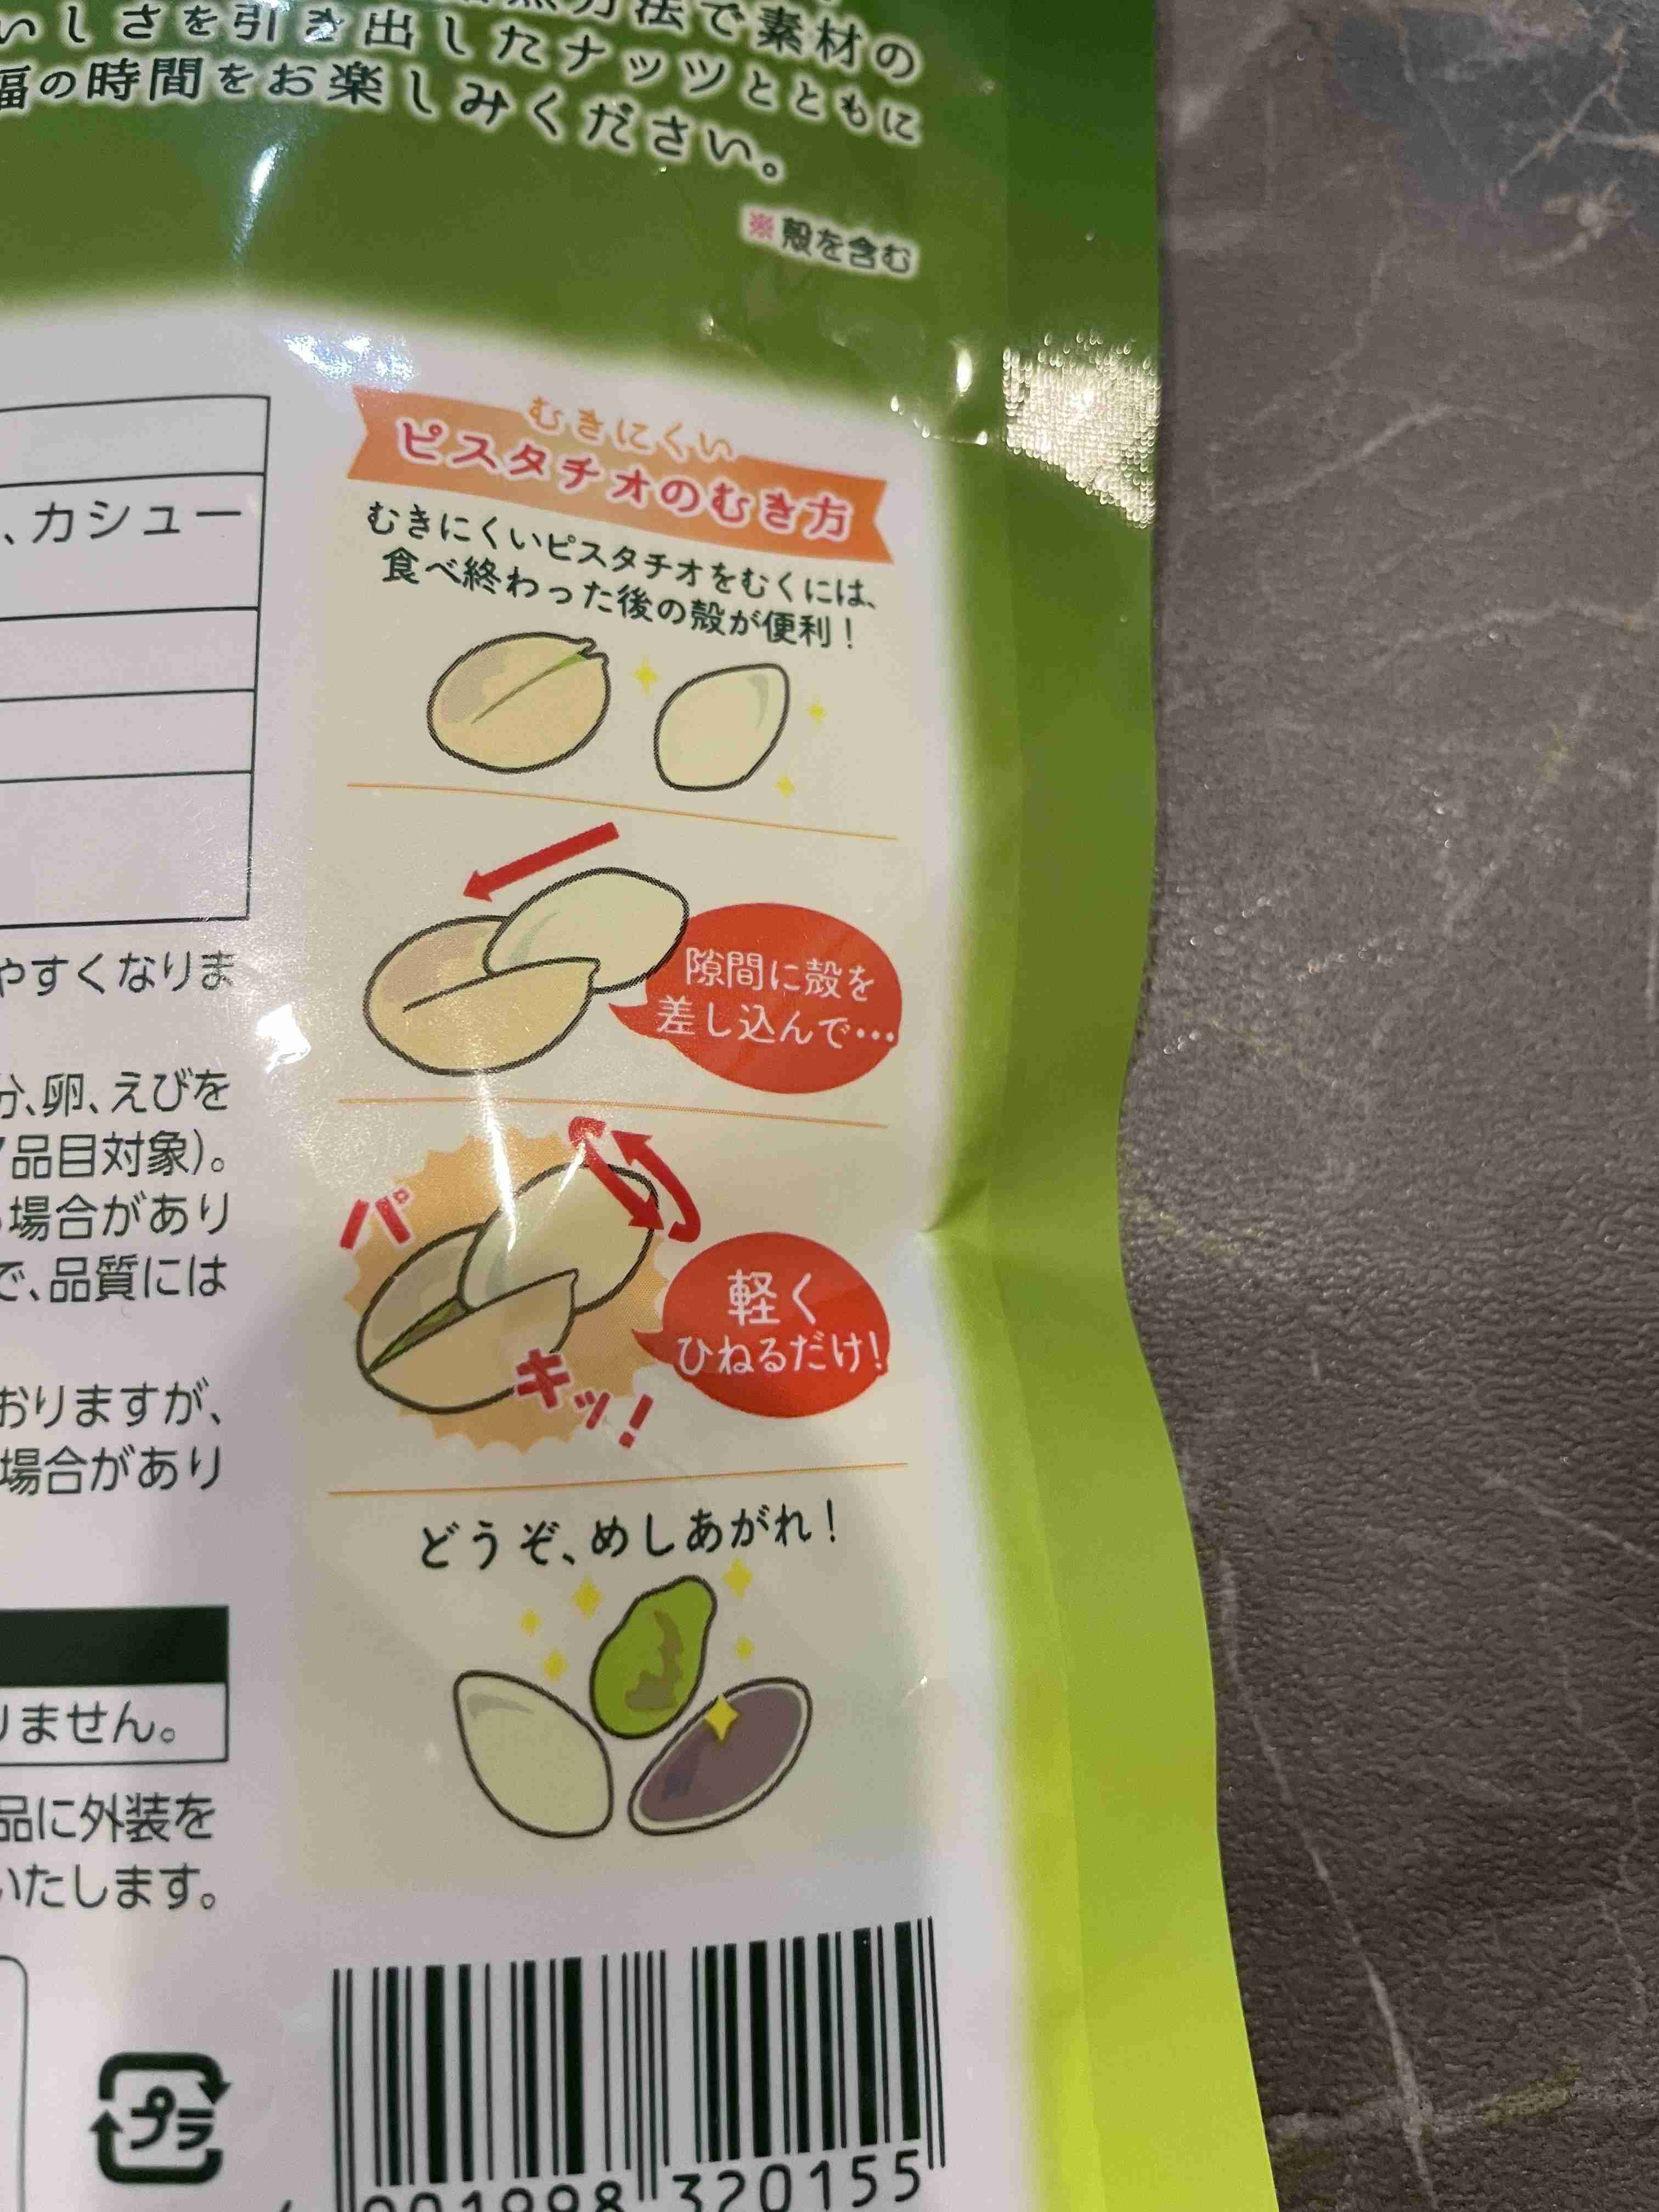 方法で素材の
いしさを引き出したナッツとともに
福の時間をお楽しみください。
※殻を含む
、カシュー
やすくなりま
分、卵、えびを
品目対象)。
場合があり
で、品質には
おりますが、
場合があり
りません。
品に外装を
いたします。
プラ
むきにくい
ピスタチオのむき方
むきにくいピスタチオをむくには、
食べ終わった後の殻が便利!
隙間に殻を
差し込んで…
パ
キッ!
軽く
ひねるだけ!
どうぞ、めしあがれ!
901998 320155